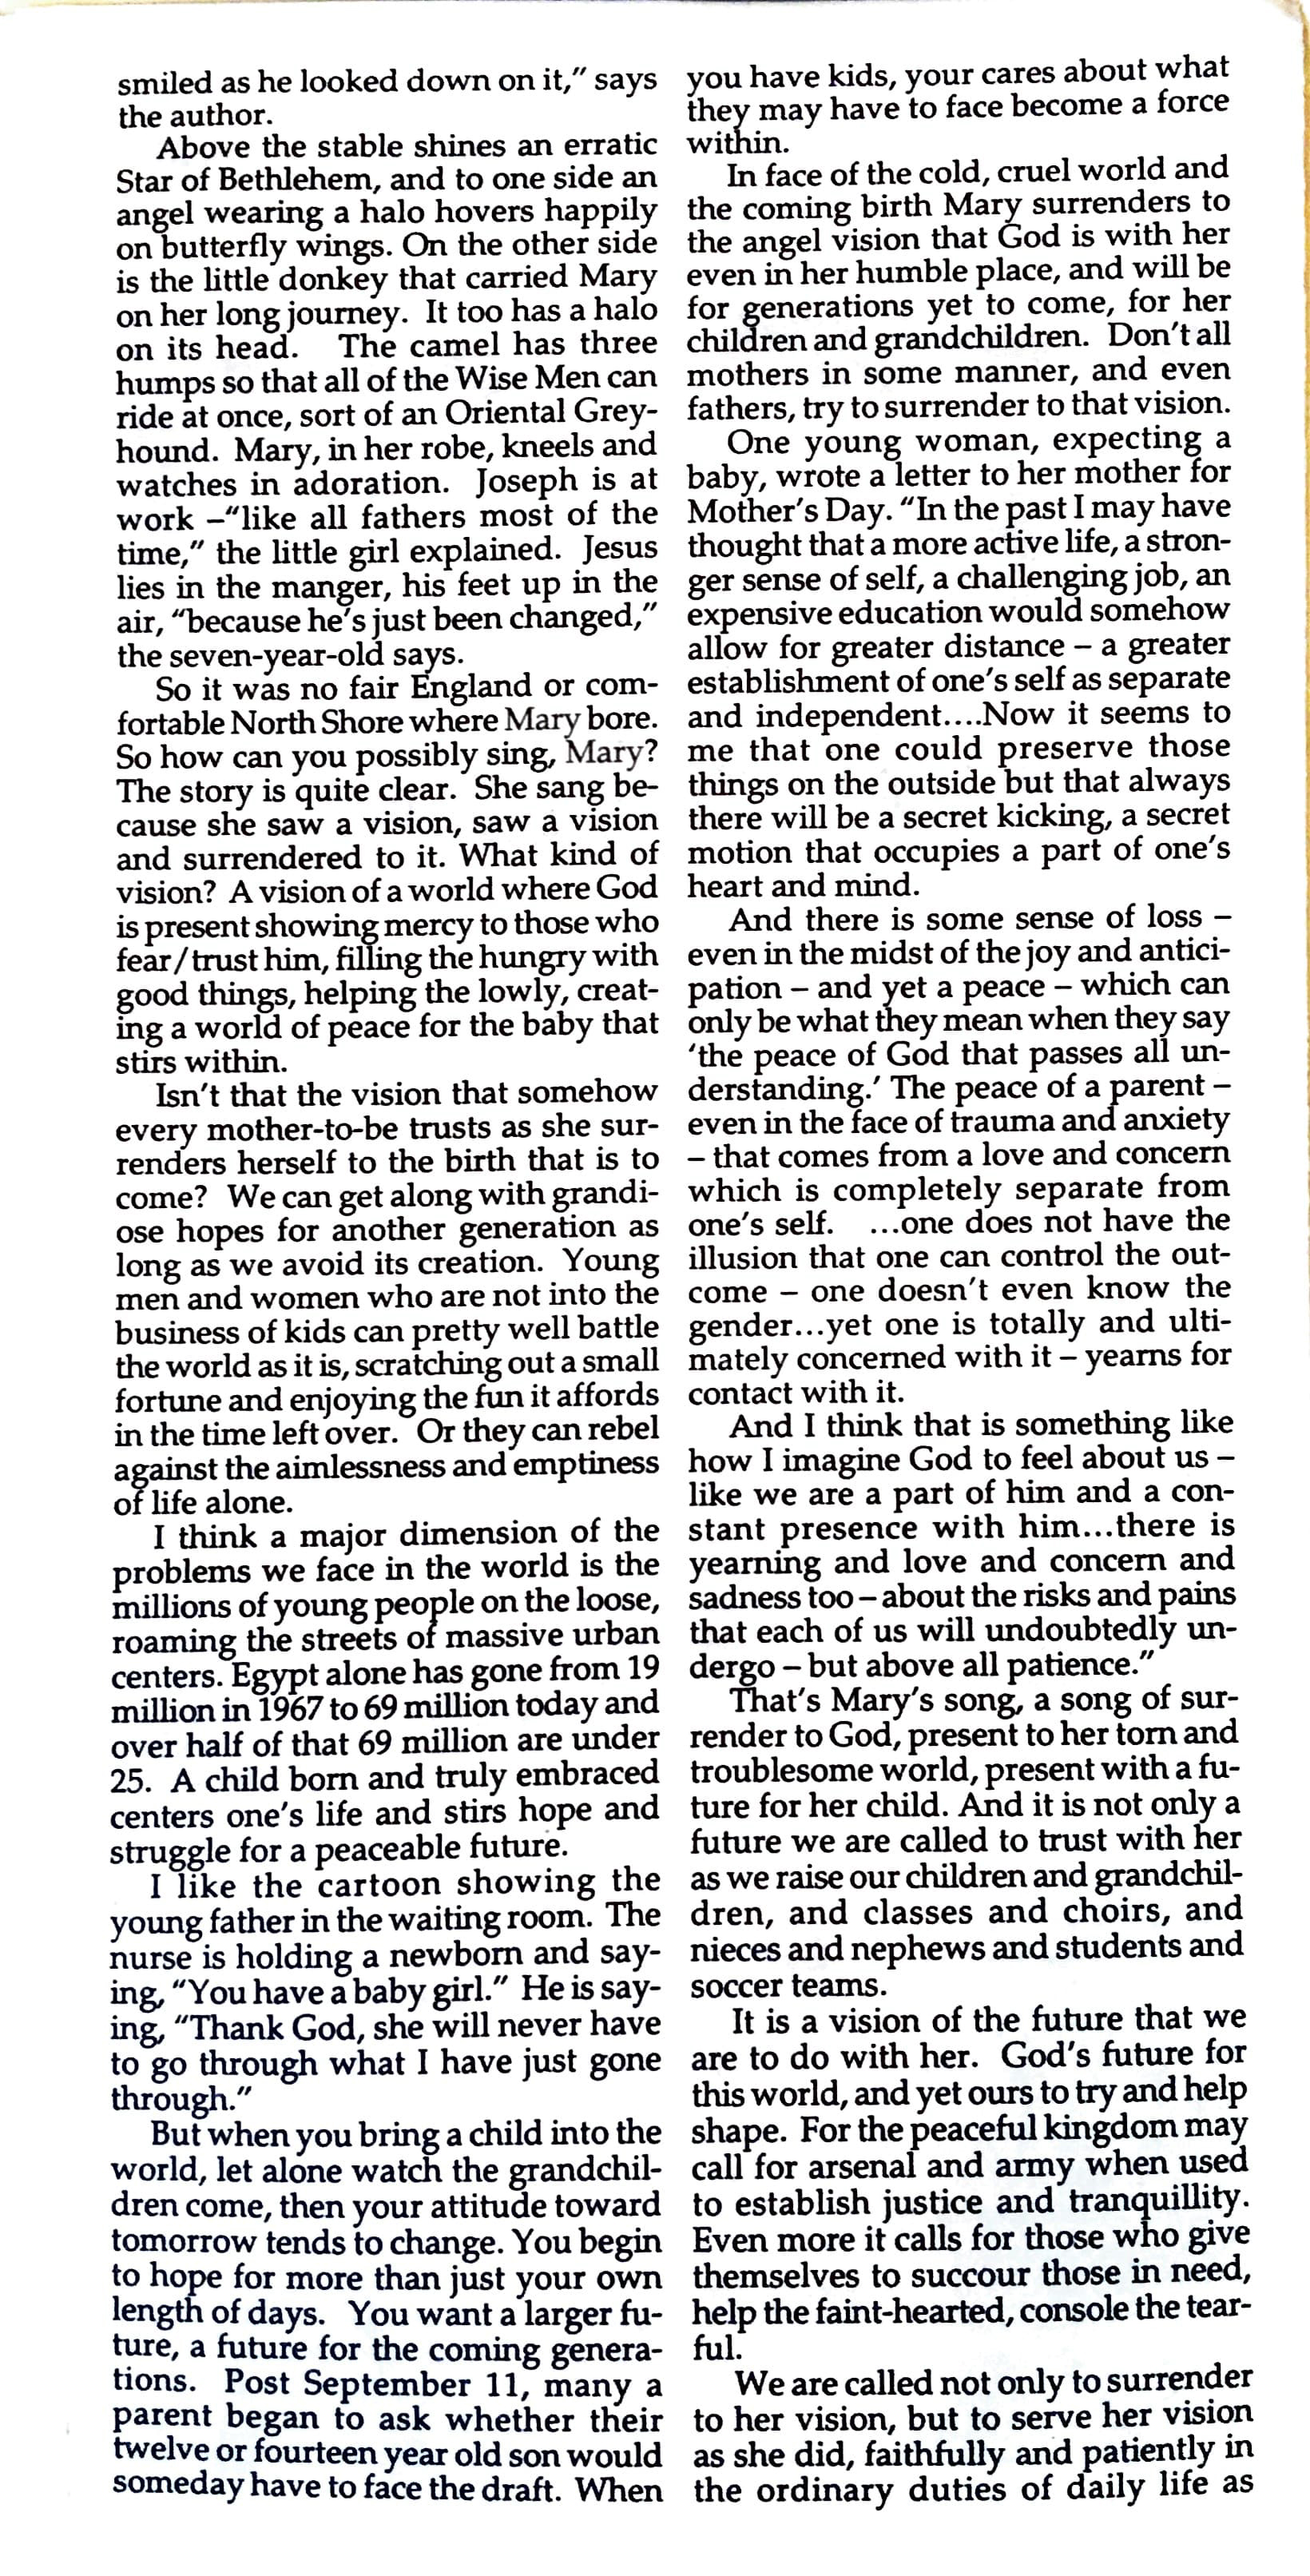 smiled as he looked down on it,” says
the author.
Above the stable shines an erratic
Star of Bethlehem, and to one side an
angel wearing a halo hovers happily
on butterfly wings. On the other side
is the little donkey that carried Mary
on her long journey. It too has a halo
on its head. The camel has three
humps so that all of the Wise Men can
ride at once, sort of an Oriental Grey-
hound. Mary, in her robe, kneels and
watches in adoration. Joseph is at
work –“like all fathers most of the
time,” the little girl explained. Jesus
lies in the manger, his feet up in the
air, “because he’s just been changed,”
the seven-year-old says.
So it was no fair England or com-
fortable North Shore where Mary bore.
So how can you possibly sing, Mary?
The story is quite clear. She sang be-
cause she saw a vision, saw a vision
and surrendered to it. What kind of
vision? A vision of a world where God
is present showing mercy to those who
fear/trust him, filling the hungry with
good things, helping the lowly, creat-
ing a world of peace for the baby that
stirs within.
Isn’t that the vision that somehow
every mother-to-be trusts as she sur-
renders herself to the birth that is to
come? We can get along with grandi-
ose hopes for another generation as
long as we avoid its creation. Young
men and women who are not into the
business of kids can pretty well battle
the world as it is, scratching out a small
fortune and enjoying the fun it affords
in the time left over. Or they can rebel
against the aimlessness and emptiness
of life alone.
I think a major dimension of the
problems we face in the world is the
millions of young people on the loose,
roaming the streets of massive urban
centers. Egypt alone has gone from 19
million in 1967 to 69 million today and
over half of that 69 million are under
25. A child born and truly embraced
centers one’s life and stirs hope and
struggle for a peaceable future.
I like the cartoon showing the
young father in the waiting room. The
nurse is holding a newborn and say-
ing, “You have a baby girl.” He is say-
ing, “Thank God, she will never have
to go through what I have just gone
through.”
But when you bring a child into the
world, let alone watch the grandchil-
dren come, then your attitude toward
tomorrow tends to change. You begin
to hope for more than just your own
length of days. You want a larger fu-
ture, a future for the coming genera-
tions. Post September 11, many a
parent began to ask whether their
twelve or fourteen year old son would
someday have to face the draft. When
you have kids, your cares about what
they may have to face become a force
within.
In face of the cold, cruel world and
the coming birth Mary surrenders to
the angel vision that God is with her
even in her humble place, and will be
for generations yet to come, for her
children and grandchildren. Don’t all
mothers in some manner, and even
fathers, try to surrender to that vision.
One young woman, expecting a
baby, wrote a letter to her mother for
Mother’s Day. “In the past I may have
thought that a more active life, a stron-
ger sense of self, a challenging job, an
expensive education would somehow
allow for greater distance – a greater
establishment of one’s self as separate
and independent....Now it seems to
me that one could preserve those
things on the outside but that always
there will be a secret kicking, a secret
motion that occupies a part of one’s
heart and mind.
And there is some sense of loss –
even in the midst of the joy and antici-
pation – and yet a peace – which can
only be what they mean when they say
‘the peace of God that passes all un-
derstanding.’ The peace of a parent –
even in the face of trauma and anxiety
– that comes from a love and concern
which is completely separate from
one’s self. ...one does not have the
illusion that one can control the out-
come – one doesn’t even know the
gender...yet one is totally and ulti-
mately concerned with it – yearns for
contact with it.
And I think that is something like
how I imagine God to feel about us –
like we are a part of him and a con-
stant presence with him...there is
yearning and love and concern and
sadness too – about the risks and pains
that each of us will undoubtedly un-
dergo – but above all patience.”
That’s Mary’s song, a song of sur-
render to God, present to her torn and
troublesome world, present with a fu-
ture for her child. And it is not only a
future we are called to trust with her
as we raise our children and grandchil-
dren, and classes and choirs, and
nieces and nephews and students and
soccer teams.
It is a vision of the future that we
are to do with her. God’s future for
this world, and yet ours to try and help
shape. For the peaceful kingdom may
call for arsenal and army when used
to establish justice and tranquillity.
Even more it calls for those who give
themselves to succour those in need,
help the faint-hearted, console the tear-
ful.
We are called not only to surrender
to her vision, but to serve her vision
as she did, faithfully and patiently in
the ordinary duties of daily life as